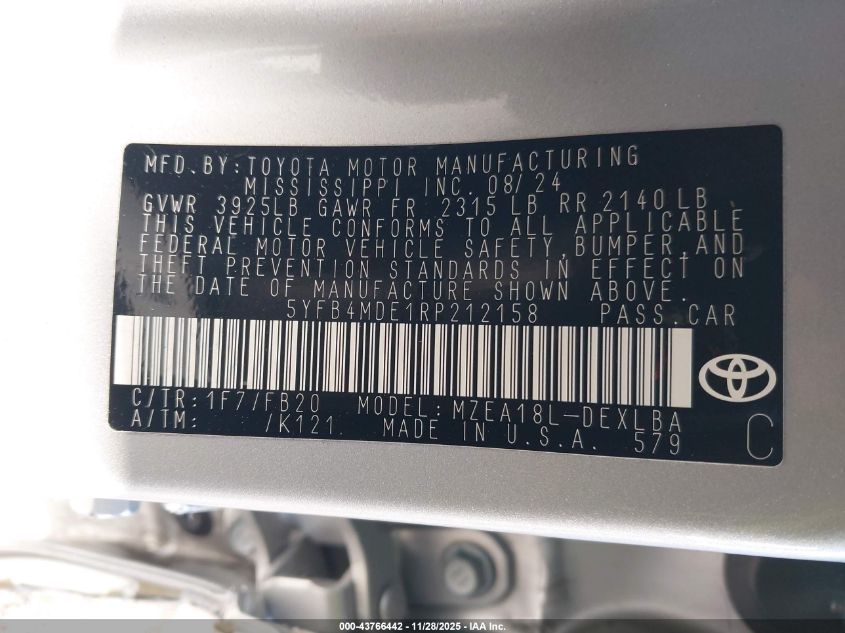 MFD.BY:TOYOTA MOTOR MANUFACTURING
MISSISSIPPI INC. 08/24
GVWR 3925LB GAWR FR 2315 LB RR 2140 LB
THIS VEHICLE CONFORMS TO ALL APPLICABLE
FEDERAL MOTOR VEHICLE SAFETY,BUMPER,AND
THEFT PREVENTION STANDARDS IN EFFECT ON
THE DATE OF MANUFACTURE SHOWN ABOVE.
5YFB4MDE1RP212158 PASS.CAR
C/TR:1F7/FB20 MODEL:MZEA18L-DEXLBA
A/TM: /K121. MADE IN U.S.A. 579
C
000-43766442 - 11/28/2025 - IAA Inc.